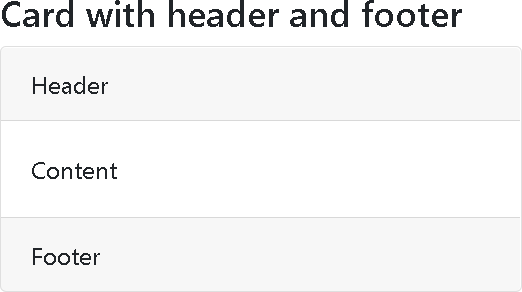 Card with header and footer
Header
Content
Footer